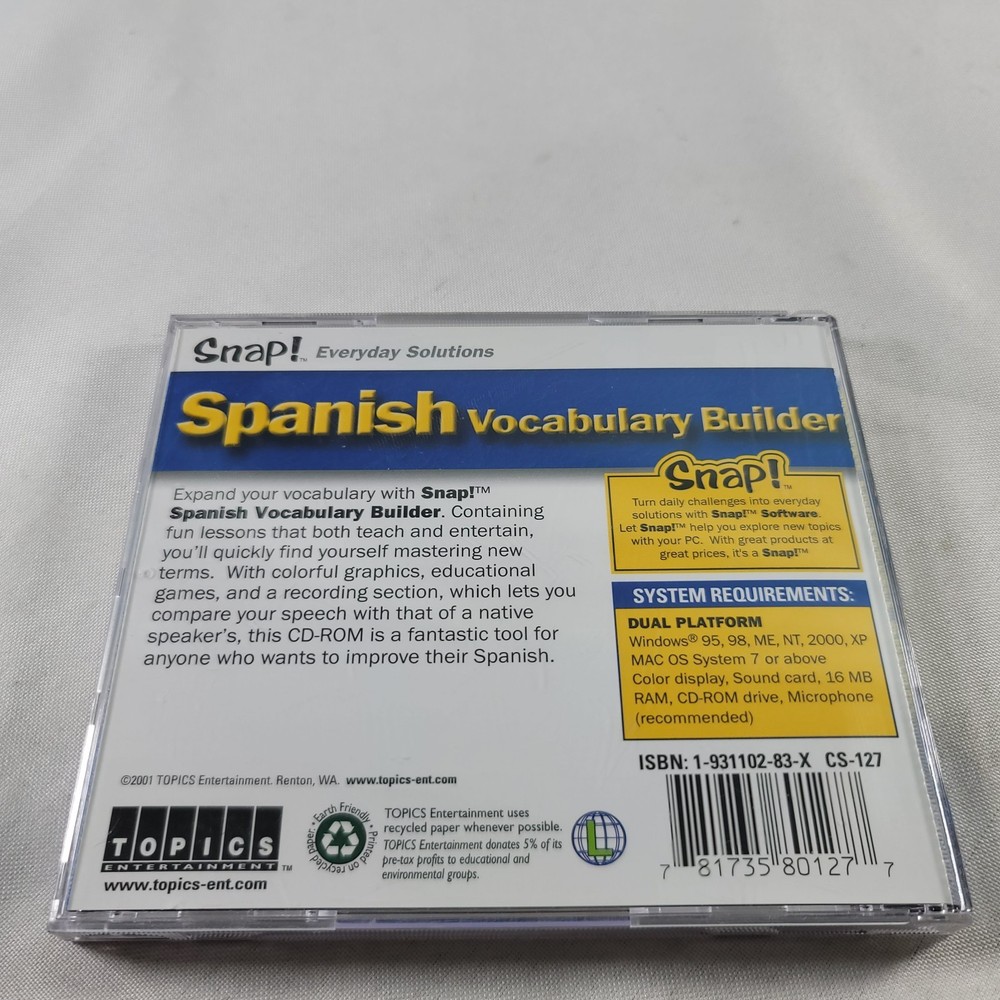 Snap!™ Everyday Solutions
Spanish Vocabulary Builder
Expand your vocabulary with Snap!™
Spanish Vocabulary Builder. Containing
fun lessons that both teach and entertain,
you'll quickly find yourself mastering new
terms. With colorful graphics, educational
games, and a recording section, which lets you
compare your speech with that of a native
speaker's, this CD-ROM is a fantastic tool for
anyone who wants to improve their Spanish.
Snap!™
Turn daily challenges into everyday
solutions with Snap!™ Software.
Let Snap!™ help you explore new topics
with your PC. With great products at
great prices, it's a Snap!™
SYSTEM REQUIREMENTS:
DUAL PLATFORM
Windows® 95, 98, ME, NT, 2000, XP
MAC OS System 7 or above
Color display, Sound card, 16 MB
RAM, CD-ROM drive, Microphone
(recommended)
ISBN: 1-931102-83-X CS-127
7 81735 80127 7
©2001 TOPICS Entertainment. Renton, WA. www.topics-ent.com
TOPICS
ENTERTAINMENT™
www.topics-ent.com
Earth Friendly • Printed on recycled paper •
TOPICS Entertainment uses
recycled paper whenever possible.
TOPICS Entertainment donates 5% of its
pre-tax profits to educational and
environmental groups.
L